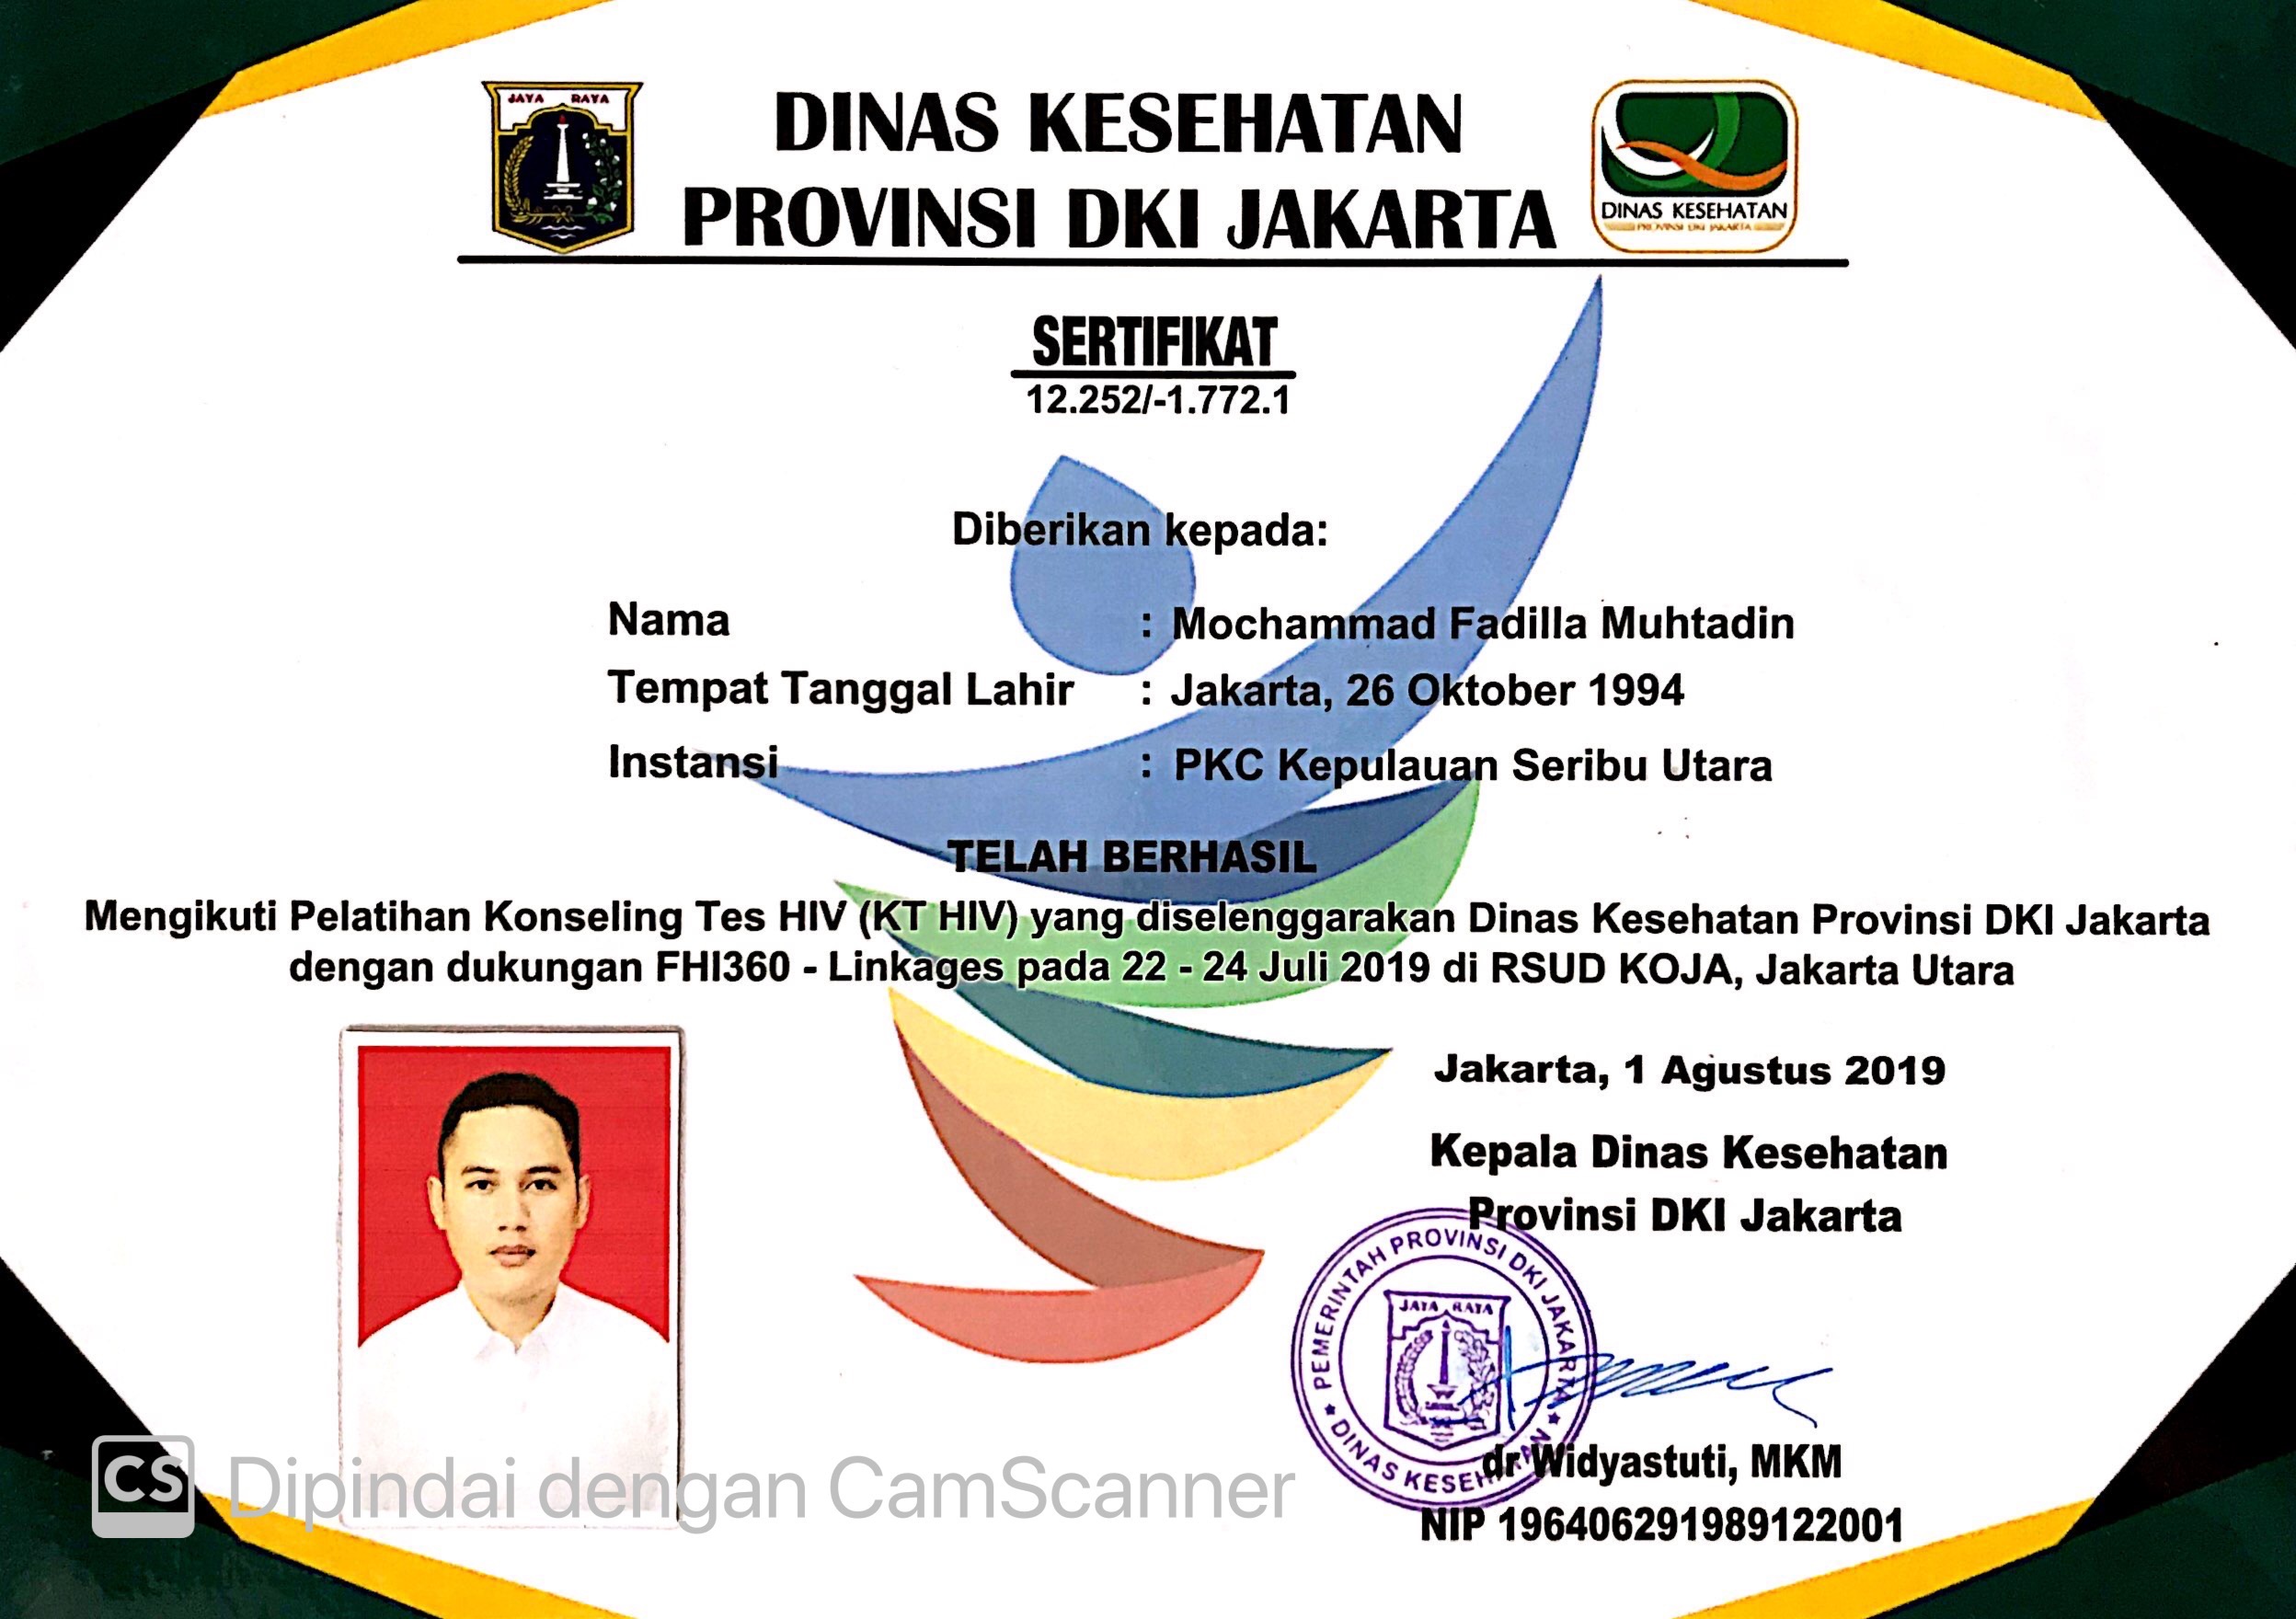 JAYA RAYA
DINAS KESEHATAN
PROVINSI DKI JAKARTA
DINAS KESEHATAN
PROVINSI DKI JAKARTA
SERTIFIKAT
12.252/-1.772.1
Diberikan kepada:
Nama : Mochammad Fadilla Muhtadin
Tempat Tanggal Lahir : Jakarta, 26 Oktober 1994
Instansi : PKC Kepulauan Seribu Utara
TELAH BERHASIL
Mengikuti Pelatihan Konseling Tes HIV (KT HIV) yang diselenggarakan Dinas Kesehatan Provinsi DKI Jakarta
dengan dukungan FHI360 - Linkages pada 22 - 24 Juli 2019 di RSUD KOJA, Jakarta Utara
Jakarta, 1 Agustus 2019
Kepala Dinas Kesehatan
Provinsi DKI Jakarta
PEMERINTAH PROVINSI DKI JAKARTA
JAYA RAYA
DINAS KESEHATAN
dr Widyastuti, MKM
NIP 196406291989122001
CS Dipindai dengan CamScanner